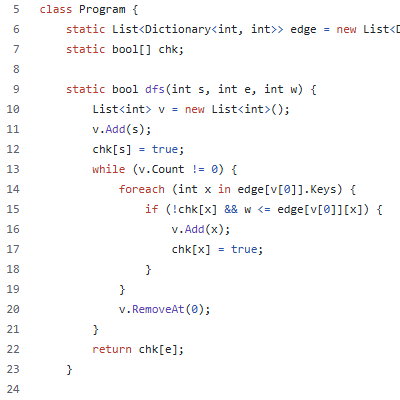 5 class Program {
6     static List<Dictionary<int, int>> edge = new List<D
7     static bool[] chk;
8
9     static bool dfs(int s, int e, int w) {
10         List<int> v = new List<int>();
11         v.Add(s);
12         chk[s] = true;
13         while (v.Count != 0) {
14             foreach (int x in edge[v[0]].Keys) {
15                 if (!chk[x] && w <= edge[v[0]][x]) {
16                     v.Add(x);
17                     chk[x] = true;
18                 }
19             }
20             v.RemoveAt(0);
21         }
22         return chk[e];
23     }
24